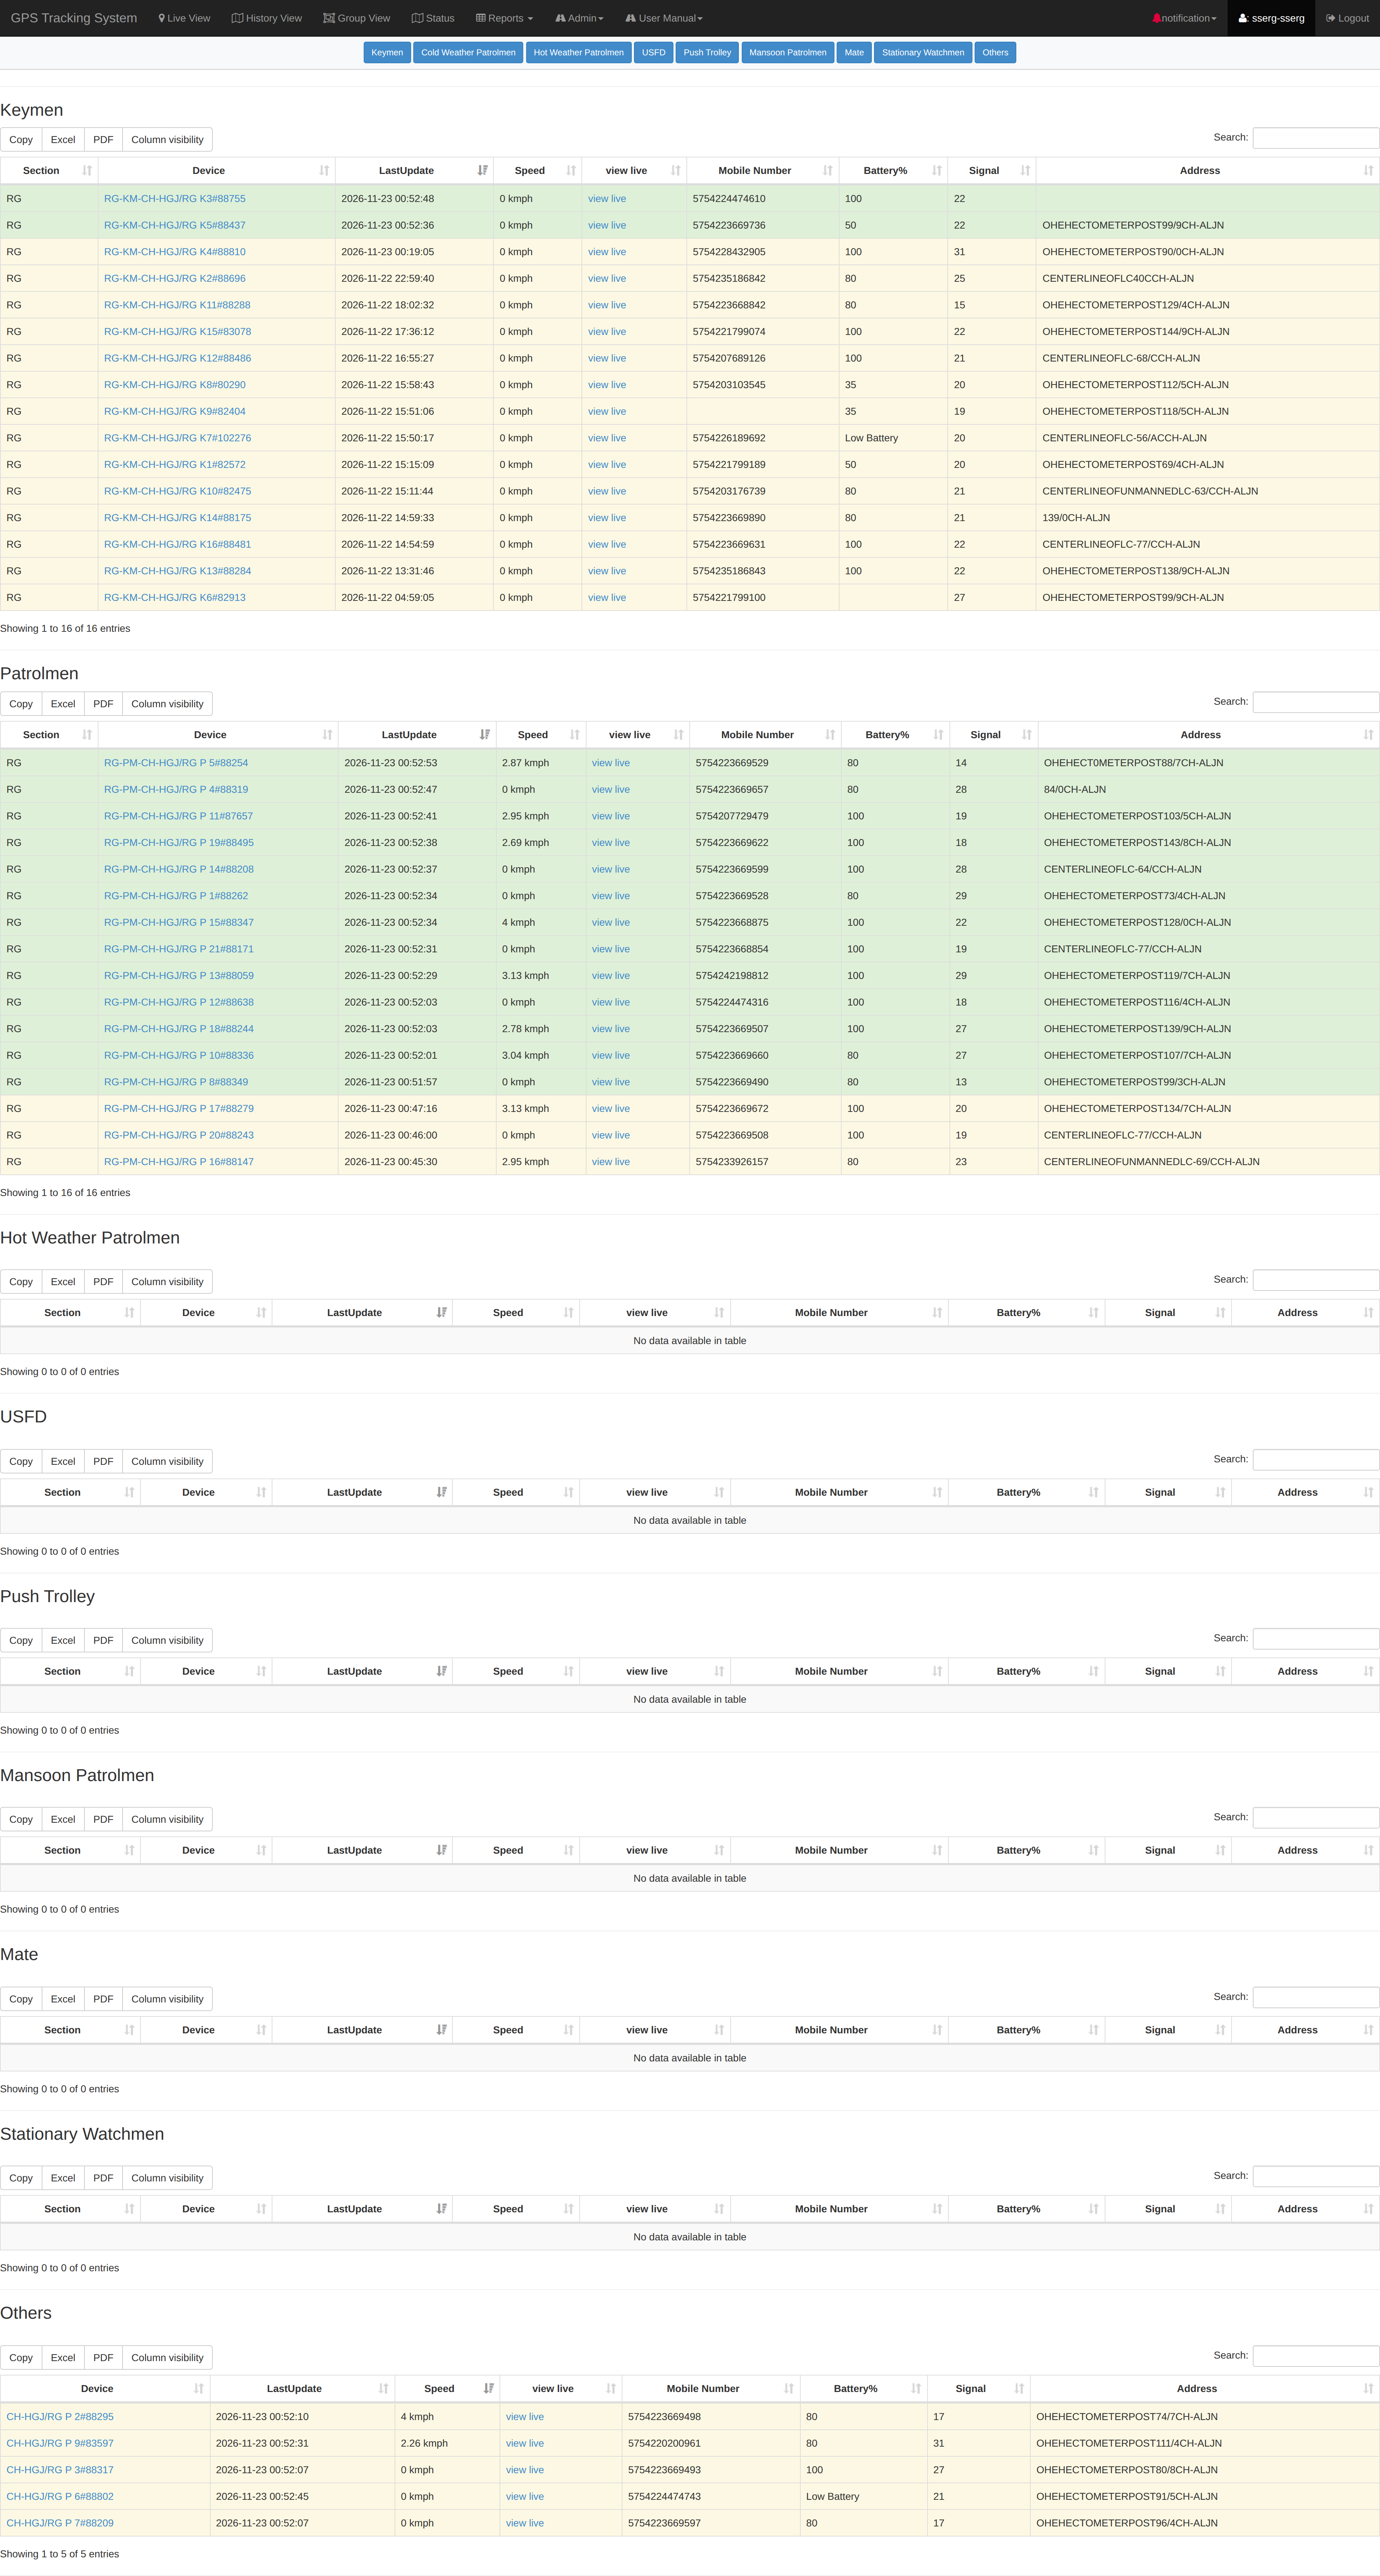 GPS Tracking System Live View History View Group View Status Reports Admin User Manual notification : sserg-sserg Logout
Keymen Cold Weather Patrolmen Hot Weather Patrolmen USFD Push Trolley Mansoon Patrolmen Mate Stationary Watchmen Others
Keymen
Copy Excel PDF Column visibility Search:
Section Device LastUpdate Speed view live Mobile Number Battery% Signal Address
RG RG-KM-CH-HGJ/RG K3#88755 2026-11-23 00:52:48 0 kmph view live 5754224474610 100 22
RG RG-KM-CH-HGJ/RG K5#88437 2026-11-23 00:52:36 0 kmph view live 5754223669736 50 22 OHEHECTOMETERPOST99/9CH-ALJN
RG RG-KM-CH-HGJ/RG K4#88810 2026-11-23 00:19:05 0 kmph view live 5754228432905 100 31 OHEHECTOMETERPOST90/0CH-ALJN
RG RG-KM-CH-HGJ/RG K2#88696 2026-11-22 22:59:40 0 kmph view live 5754235186842 80 25 CENTERLINEOFLC40CCH-ALJN
RG RG-KM-CH-HGJ/RG K11#88288 2026-11-22 18:02:32 0 kmph view live 5754223668842 80 15 OHEHECTOMETERPOST129/4CH-ALJN
RG RG-KM-CH-HGJ/RG K15#83078 2026-11-22 17:36:12 0 kmph view live 5754221799074 100 22 OHEHECTOMETERPOST144/9CH-ALJN
RG RG-KM-CH-HGJ/RG K12#88486 2026-11-22 16:55:27 0 kmph view live 5754207689126 100 21 CENTERLINEOFLC-68/CCH-ALJN
RG RG-KM-CH-HGJ/RG K8#80290 2026-11-22 15:58:43 0 kmph view live 5754203103545 35 20 OHEHECTOMETERPOST112/5CH-ALJN
RG RG-KM-CH-HGJ/RG K9#82404 2026-11-22 15:51:06 0 kmph view live 35 19 OHEHECTOMETERPOST118/5CH-ALJN
RG RG-KM-CH-HGJ/RG K7#102276 2026-11-22 15:50:17 0 kmph view live 5754226189692 Low Battery 20 CENTERLINEOFLC-56/ACCH-ALJN
RG RG-KM-CH-HGJ/RG K1#82572 2026-11-22 15:15:09 0 kmph view live 5754221799189 50 20 OHEHECTOMETERPOST69/4CH-ALJN
RG RG-KM-CH-HGJ/RG K10#82475 2026-11-22 15:11:44 0 kmph view live 5754203176739 80 21 CENTERLINEOFUNMANNEDLC-63/CCH-ALJN
RG RG-KM-CH-HGJ/RG K14#88175 2026-11-22 14:59:33 0 kmph view live 5754223669890 80 21 139/0CH-ALJN
RG RG-KM-CH-HGJ/RG K16#88481 2026-11-22 14:54:59 0 kmph view live 5754223669631 100 22 CENTERLINEOFLC-77/CCH-ALJN
RG RG-KM-CH-HGJ/RG K13#88284 2026-11-22 13:31:46 0 kmph view live 5754235186843 100 22 OHEHECTOMETERPOST138/9CH-ALJN
RG RG-KM-CH-HGJ/RG K6#82913 2026-11-22 04:59:05 0 kmph view live 5754221799100 27 OHEHECTOMETERPOST99/9CH-ALJN
Showing 1 to 16 of 16 entries
Patrolmen
Copy Excel PDF Column visibility Search:
Section Device LastUpdate Speed view live Mobile Number Battery% Signal Address
RG RG-PM-CH-HGJ/RG P 5#88254 2026-11-23 00:52:53 2.87 kmph view live 5754223669529 80 14 OHEHECT0METERPOST88/7CH-ALJN
RG RG-PM-CH-HGJ/RG P 4#88319 2026-11-23 00:52:47 0 kmph view live 5754223669657 80 28 84/0CH-ALJN
RG RG-PM-CH-HGJ/RG P 11#87657 2026-11-23 00:52:41 2.95 kmph view live 5754207729479 100 19 OHEHECTOMETERPOST103/5CH-ALJN
RG RG-PM-CH-HGJ/RG P 19#88495 2026-11-23 00:52:38 2.69 kmph view live 5754223669622 100 18 OHEHECTOMETERPOST143/8CH-ALJN
RG RG-PM-CH-HGJ/RG P 14#88208 2026-11-23 00:52:37 0 kmph view live 5754223669599 100 28 CENTERLINEOFLC-64/CCH-ALJN
RG RG-PM-CH-HGJ/RG P 1#88262 2026-11-23 00:52:34 0 kmph view live 5754223669528 80 29 OHEHECTOMETERPOST73/4CH-ALJN
RG RG-PM-CH-HGJ/RG P 15#88347 2026-11-23 00:52:34 4 kmph view live 5754223668875 100 22 OHEHECTOMETERPOST128/0CH-ALJN
RG RG-PM-CH-HGJ/RG P 21#88171 2026-11-23 00:52:31 0 kmph view live 5754223668854 100 19 CENTERLINEOFLC-77/CCH-ALJN
RG RG-PM-CH-HGJ/RG P 13#88059 2026-11-23 00:52:29 3.13 kmph view live 5754242198812 100 29 OHEHECTOMETERPOST119/7CH-ALJN
RG RG-PM-CH-HGJ/RG P 12#88638 2026-11-23 00:52:03 0 kmph view live 5754224474316 100 18 OHEHECTOMETERPOST116/4CH-ALJN
RG RG-PM-CH-HGJ/RG P 18#88244 2026-11-23 00:52:03 2.78 kmph view live 5754223669507 100 27 OHEHECTOMETERPOST139/9CH-ALJN
RG RG-PM-CH-HGJ/RG P 10#88336 2026-11-23 00:52:01 3.04 kmph view live 5754223669660 80 27 OHEHECTOMETERPOST107/7CH-ALJN
RG RG-PM-CH-HGJ/RG P 8#88349 2026-11-23 00:51:57 0 kmph view live 5754223669490 80 13 OHEHECTOMETERPOST99/3CH-ALJN
RG RG-PM-CH-HGJ/RG P 17#88279 2026-11-23 00:47:16 3.13 kmph view live 5754223669672 100 20 OHEHECTOMETERPOST134/7CH-ALJN
RG RG-PM-CH-HGJ/RG P 20#88243 2026-11-23 00:46:00 0 kmph view live 5754223669508 100 19 CENTERLINEOFLC-77/CCH-ALJN
RG RG-PM-CH-HGJ/RG P 16#88147 2026-11-23 00:45:30 2.95 kmph view live 5754233926157 80 23 CENTERLINEOFUNMANNEDLC-69/CCH-ALJN
Showing 1 to 16 of 16 entries
Hot Weather Patrolmen
Copy Excel PDF Column visibility Search:
Section Device LastUpdate Speed view live Mobile Number Battery% Signal Address
No data available in table
Showing 0 to 0 of 0 entries
USFD
Copy Excel PDF Column visibility Search:
Section Device LastUpdate Speed view live Mobile Number Battery% Signal Address
No data available in table
Showing 0 to 0 of 0 entries
Push Trolley
Copy Excel PDF Column visibility Search:
Section Device LastUpdate Speed view live Mobile Number Battery% Signal Address
No data available in table
Showing 0 to 0 of 0 entries
Mansoon Patrolmen
Copy Excel PDF Column visibility Search:
Section Device LastUpdate Speed view live Mobile Number Battery% Signal Address
No data available in table
Showing 0 to 0 of 0 entries
Mate
Copy Excel PDF Column visibility Search:
Section Device LastUpdate Speed view live Mobile Number Battery% Signal Address
No data available in table
Showing 0 to 0 of 0 entries
Stationary Watchmen
Copy Excel PDF Column visibility Search:
Section Device LastUpdate Speed view live Mobile Number Battery% Signal Address
No data available in table
Showing 0 to 0 of 0 entries
Others
Copy Excel PDF Column visibility Search:
Device LastUpdate Speed view live Mobile Number Battery% Signal Address
CH-HGJ/RG P 2#88295 2026-11-23 00:52:10 4 kmph view live 5754223669498 80 17 OHEHECTOMETERPOST74/7CH-ALJN
CH-HGJ/RG P 9#83597 2026-11-23 00:52:31 2.26 kmph view live 5754220200961 80 31 OHEHECTOMETERPOST111/4CH-ALJN
CH-HGJ/RG P 3#88317 2026-11-23 00:52:07 0 kmph view live 5754223669493 100 27 OHEHECTOMETERPOST80/8CH-ALJN
CH-HGJ/RG P 6#88802 2026-11-23 00:52:45 0 kmph view live 5754224474743 Low Battery 21 OHEHECTOMETERPOST91/5CH-ALJN
CH-HGJ/RG P 7#88209 2026-11-23 00:52:07 0 kmph view live 5754223669597 80 17 OHEHECTOMETERPOST96/4CH-ALJN
Showing 1 to 5 of 5 entries